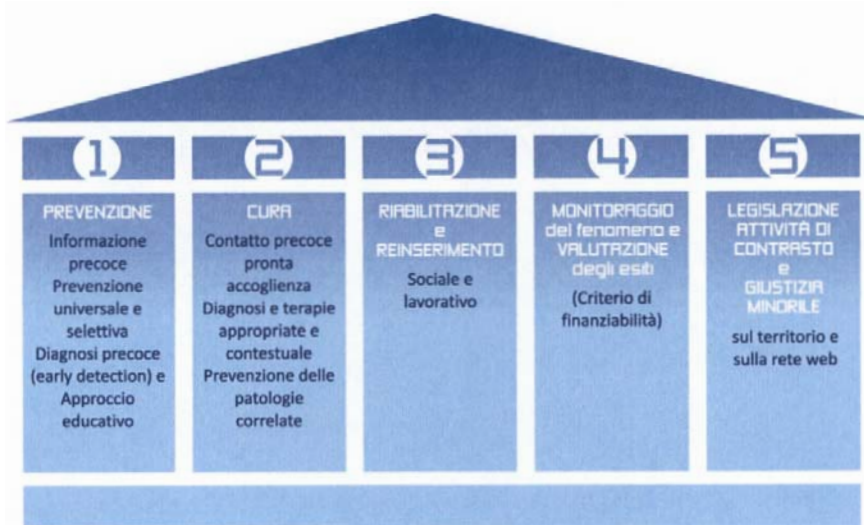 1
PREVENZIONE
Informazione
precoce
Prevenzione
universale e
selettiva
Diagnosi precoce
(early detection) e
Approccio
educativo
2
CURA
Contatto precoce
pronta
accoglienza
Diagnosi e terapie
appropriate e
contestuale
Prevenzione delle
patologie
correlate
3
RIABILITAZIONE
e
REINSERIMENTO
Sociale e
lavorativo
4
MONITORAGGIO
del fenomeno e
VALUTAZIONE
degli esiti
(Criterio di
finanziabilità)
5
LEGISLAZIONE
ATTIVITÀ DI
CONTRASTO
e
GIUSTIZIA
MINORILE
sul territorio e
sulla rete web